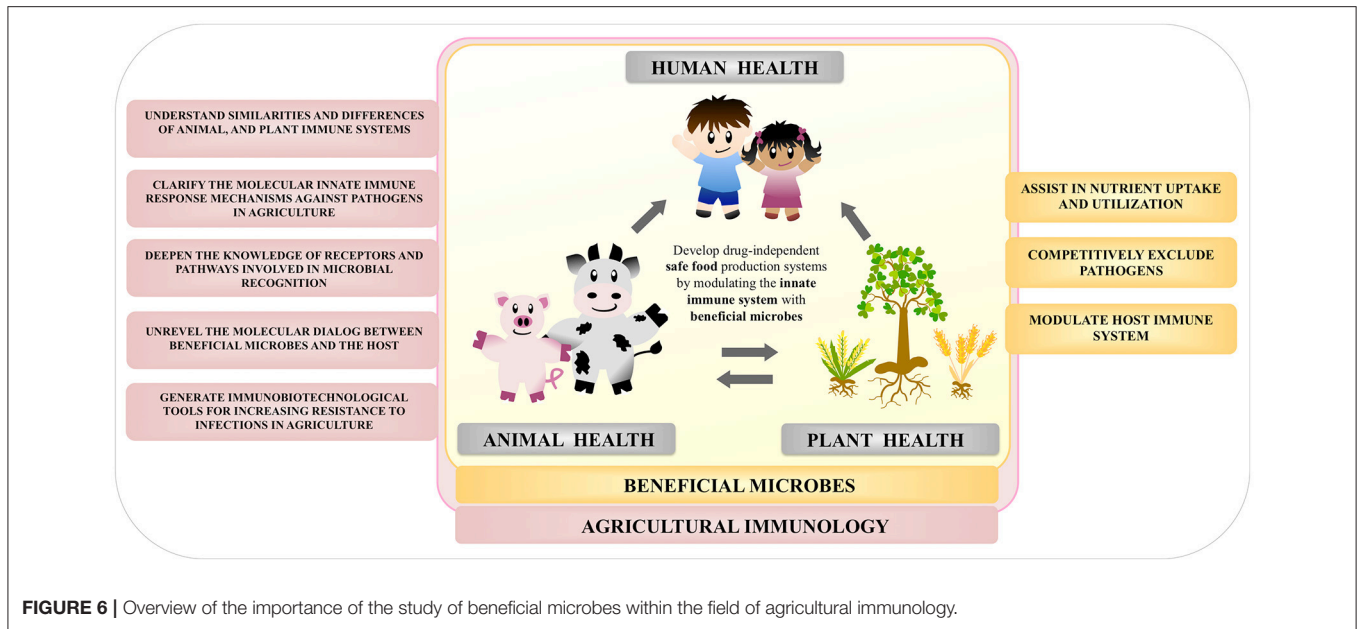 HUMAN HEALTH
UNDERSTAND SIMILARITIES AND DIFFERENCES
OF ANIMAL, AND PLANT IMMUNE SYSTEMS
CLARIFY THE MOLECULAR INNATE IMMUNE
RESPONSE MECHANISMS AGAINST PATHOGENS
IN AGRICULTURE
DEEPEN THE KNOWLEDGE OF RECEPTORS AND
PATHWAYS INVOLVED IN MICROBIAL
RECOGNITION
UNREVEL THE MOLECULAR DIALOG BETWEEN
BENEFICIAL MICROBES AND THE HOST
GENERATE IMMUNOBIOTECHNOLOGICAL
TOOLS FOR INCREASING RESISTANCE TO
INFECTIONS IN AGRICULTURE
Develop drug-independent
safe food production systems
by modulating the innate
immune system with
beneficial microbes
ASSIST IN NUTRIENT UPTAKE
AND UTILIZATION
COMPETITIVELY EXCLUDE
PATHOGENS
MODULATE HOST IMMUNE
SYSTEM
ANIMAL HEALTH
PLANT HEALTH
BENEFICIAL MICROBES
AGRICULTURAL IMMUNOLOGY
FIGURE 6 | Overview of the importance of the study of beneficial microbes within the field of agricultural immunology.